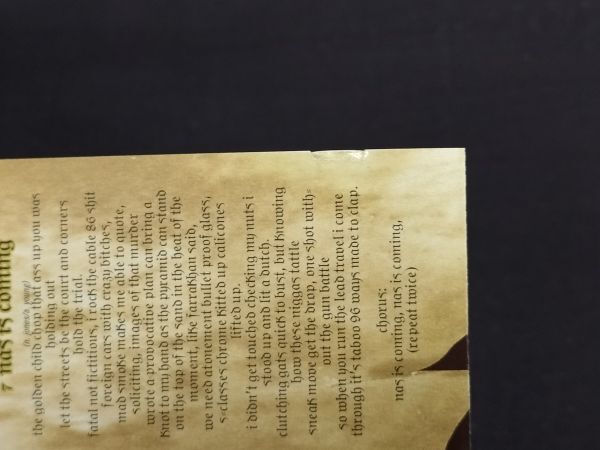 7 nas is coming
the golden child chop that ass up you was
holding out
let the streets be the court and corners
hold the trial.
fatal not fictitious, i rock the cable 86 shit
foreign cars with crazy bitches,
mad smoke makes me able to quote,
soliciting, images of that murder
wrote a provocative plan can bring a
knot to my hand as the pyramid can stand
on the top of the sand in the heat of the
moment, like farrakhan said,
we need atonement bullet proof glass,
s-classes chrome kitted up calicoes
lifted up.
i didn't get touched checking my nuts i
stood up and lit a dutch.
clutching gats quick to bust, but knowing
how these niggas tattle
sneak move get the drop, one shot with=
out the gun battle
so when you run the lead travel i come
through it's taboo 96 ways made to clap.
chorus:
nas is coming, nas is coming,
(repeat twice)